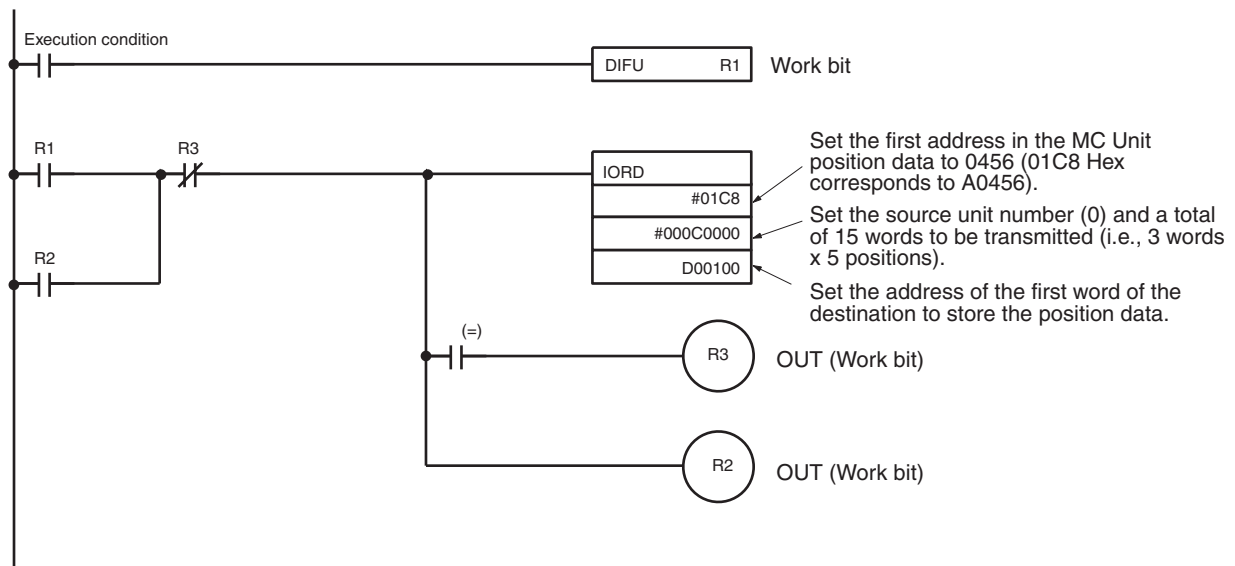 Execution condition
DIFU R1 Work bit
R1 R3
IORD
#01C8
#000C0000
D00100
R2
Set the first address in the MC Unit
position data to 0456 (01C8 Hex
corresponds to A0456).
Set the source unit number (0) and a total
of 15 words to be transmitted (i.e., 3 words
x 5 positions).
Set the address of the first word of the
destination to store the position data.
(=)
R3 OUT (Work bit)
R2 OUT (Work bit)